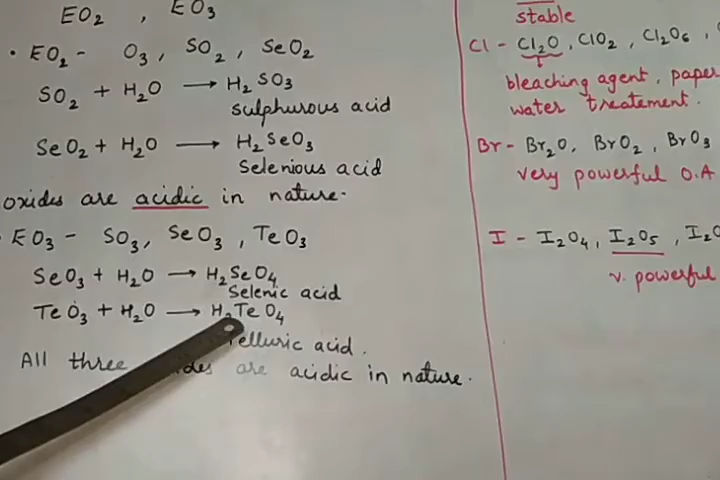 EO₂ , EO₃
• EO₂ - O₃, SO₂, SeO₂
SO₂ + H₂O → H₂SO₃
sulphurous acid
SeO₂ + H₂O → H₂SeO₃
Selenious acid
oxides are acidic in nature.
EO₃ - SO₃, SeO₃, TeO₃
SeO₃ + H₂O → H₂SeO₄
Selenic acid
TeO₃ + H₂O → H₂TeO₄
acid.
All three are acidic in nature.
stable
Cl - Cl₂O, ClO₂, Cl₂O₆,
bleaching agent, paper
water treatement.
Br - Br₂O, BrO₂, BrO₃
very powerful O.A
I - I₂O₄, I₂O₅,
v. powerful